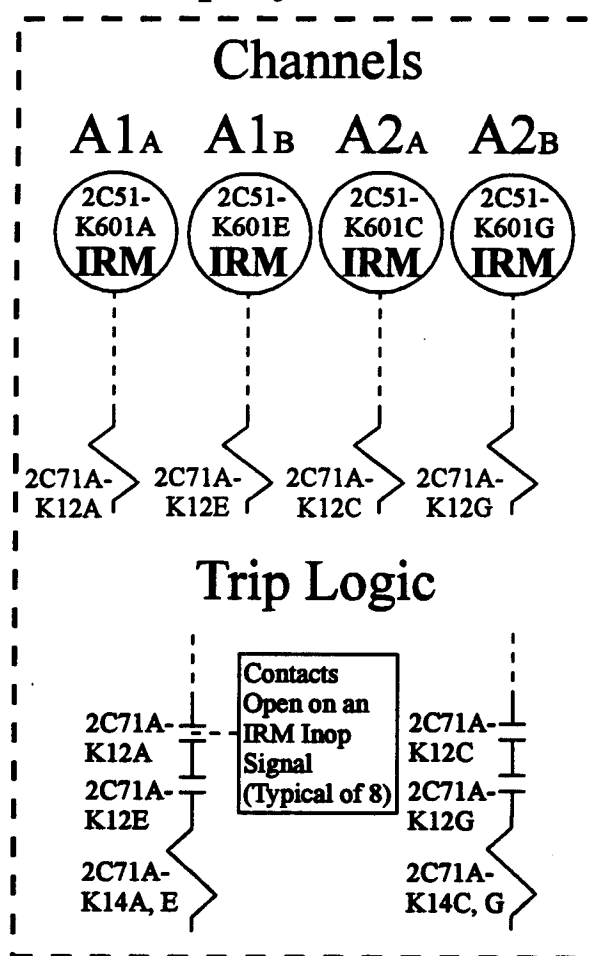 Channels
A1A A1B A2A A2B
2C51-
K601A
IRM
2C51-
K601E
IRM
2C51-
K601C
IRM
2C51-
K601G
IRM
2C71A-
K12A
2C71A-
K12E
2C71A-
K12C
2C71A-
K12G
Trip Logic
2C71A-
K12A
2C71A-
K12E
2C71A-
K14A, E
Contacts
Open on an
IRM Inop
Signal
(Typical of 8)
2C71A-
K12C
2C71A-
K12G
2C71A-
K14C, G